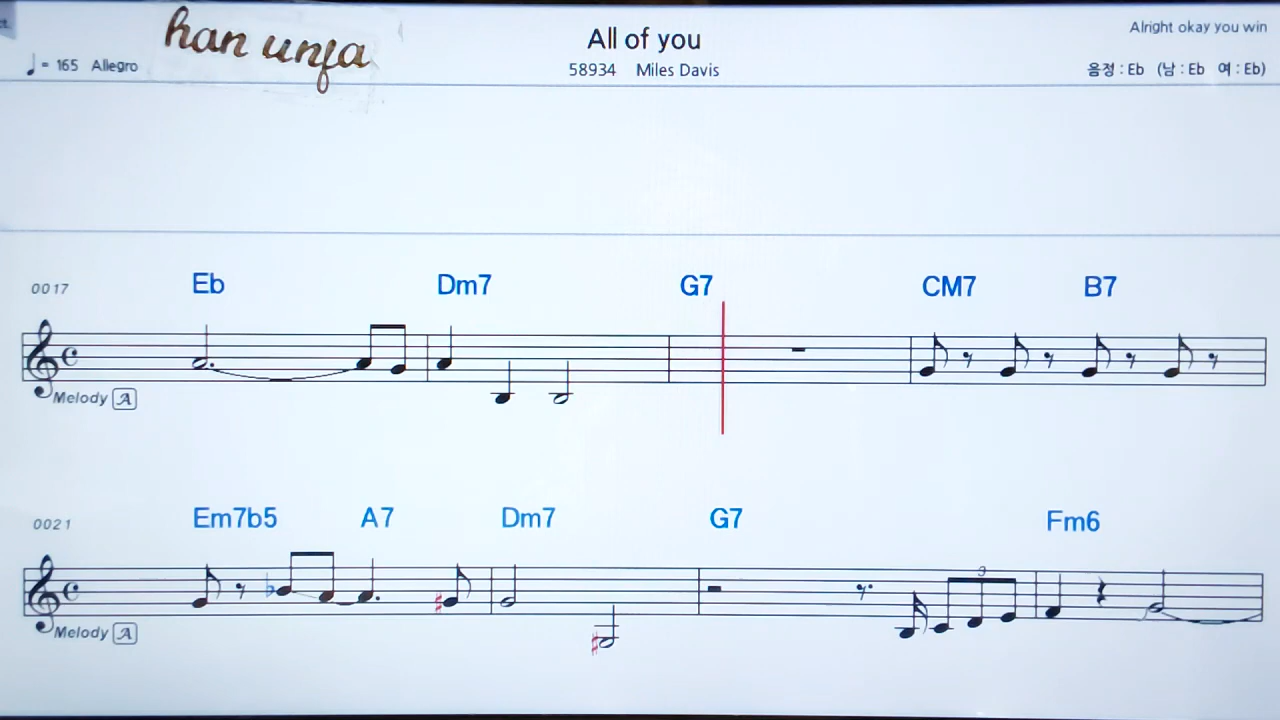 han unfa
All of you
Alright okay you win
♩ = 165 Allegro
58934 Miles Davis
음정 : Eb (남 : Eb 여 : Eb)
0017 Eb Dm7 G7 CM7 B7
Melody A
0021 Em7b5 A7 Dm7 G7 Fm6
3
Melody A